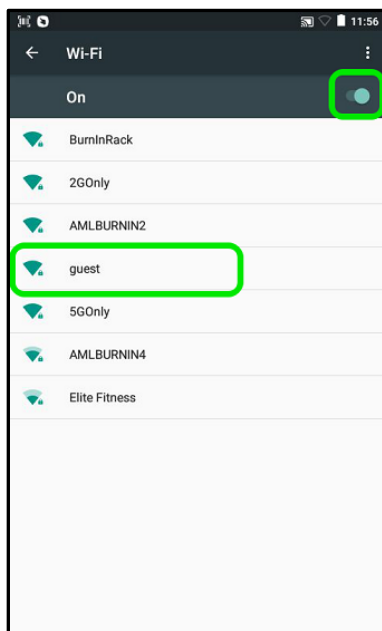 11:56
Wi-Fi
On
BurnInRack
2GOnly
AMLBURNIN2
guest
5GOnly
AMLBURNIN4
Elite Fitness